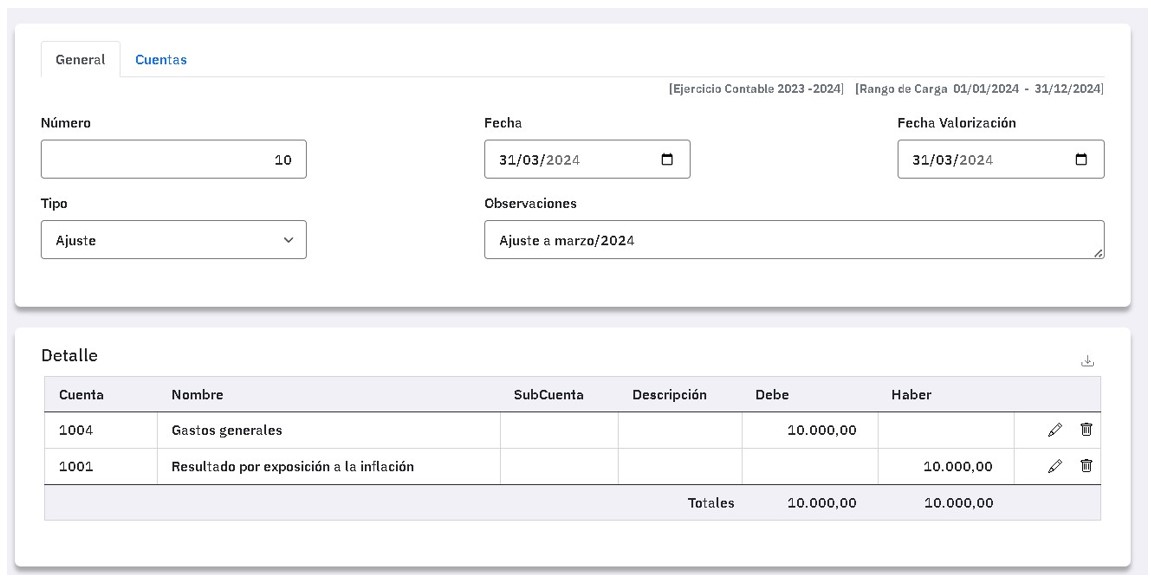 General Cuentas
[Ejercicio Contable 2023 -2024] [Rango de Carga 01/01/2024 - 31/12/2024]
Número Fecha Fecha Valorización
10 31/03/2024 31/03/2024
Tipo Observaciones
Ajuste Ajuste a marzo/2024
Detalle
Cuenta Nombre SubCuenta Descripción Debe Haber
1004 Gastos generales 10.000,00
1001 Resultado por exposición a la inflación 10.000,00
Totales 10.000,00 10.000,00